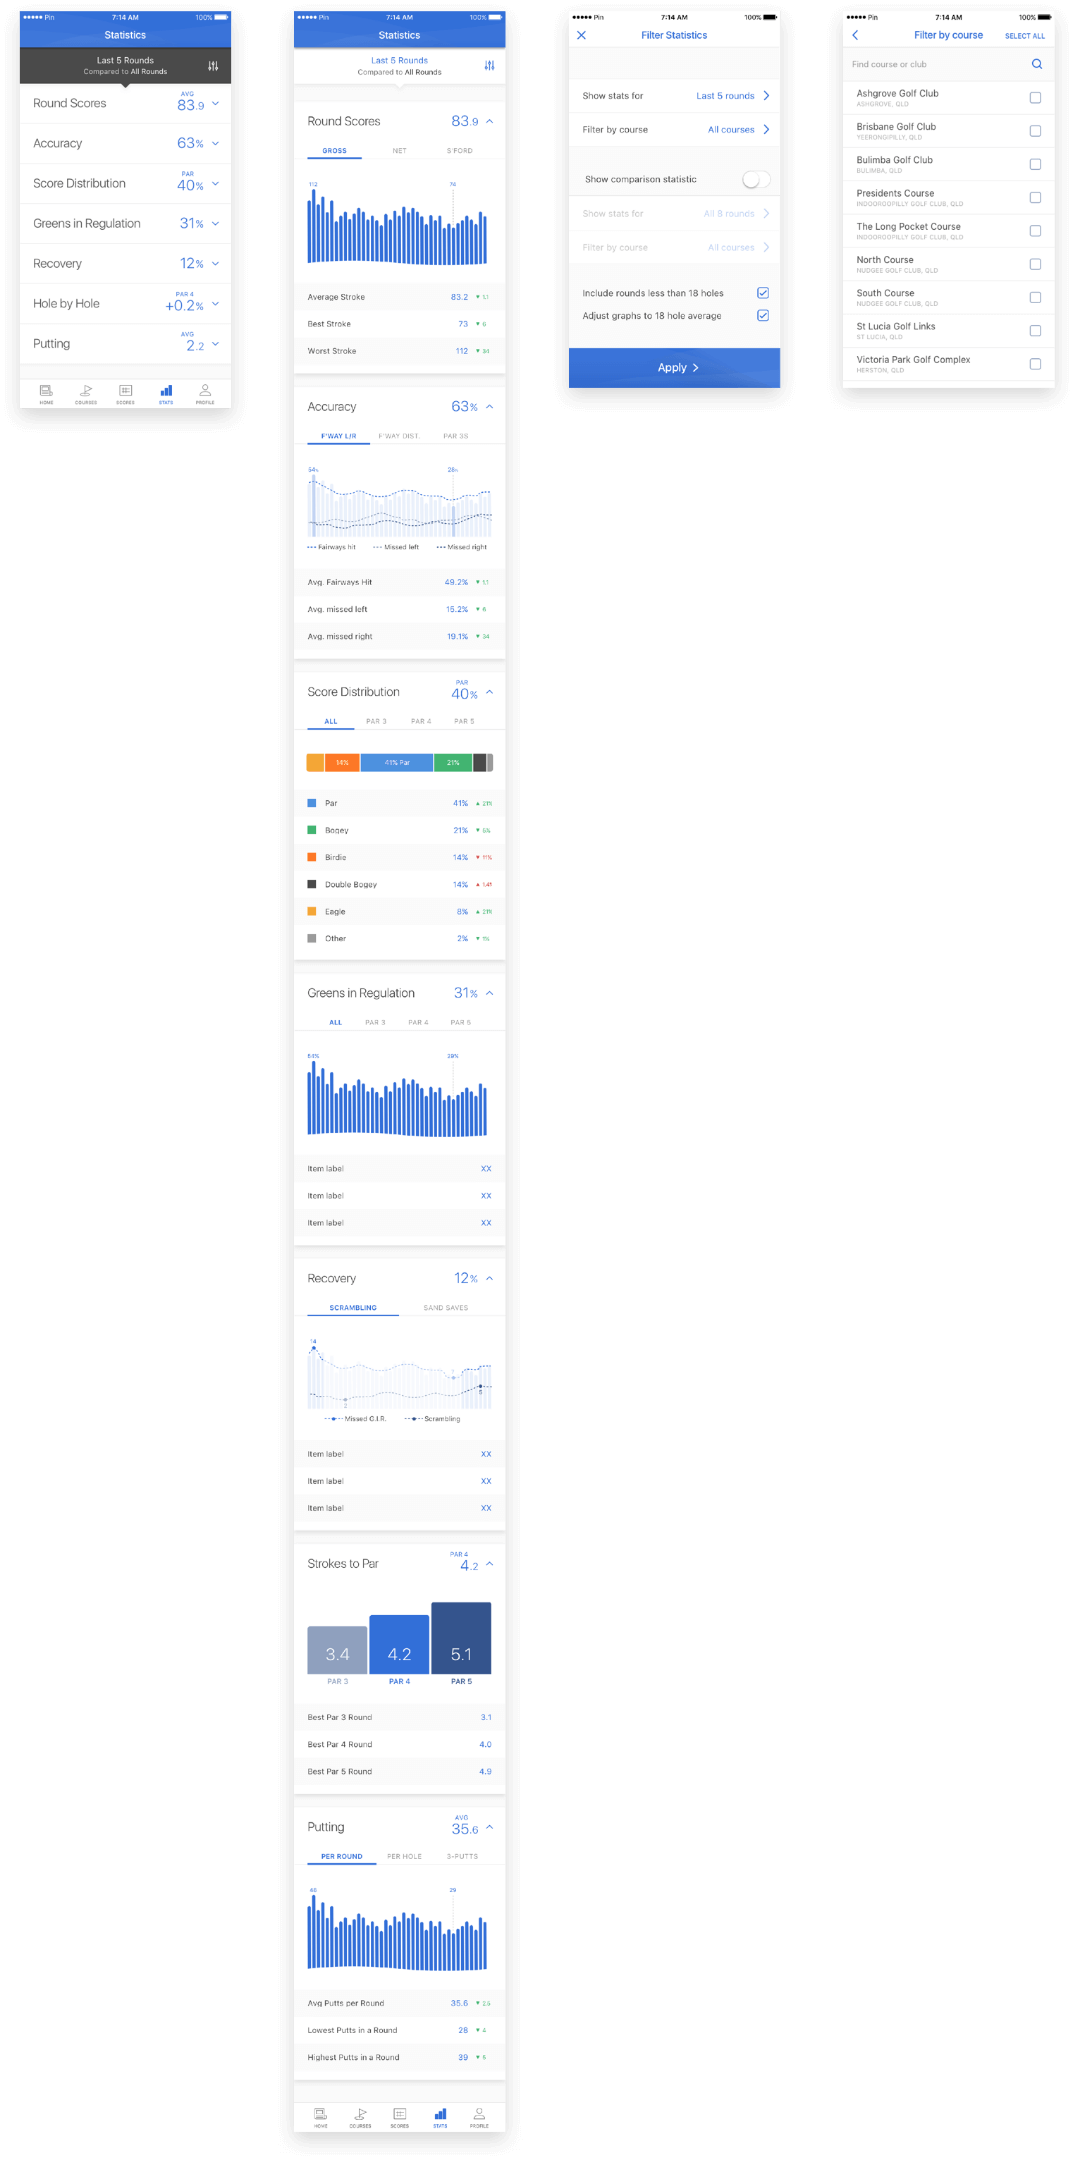 Pin 7:14 AM 100%
Statistics
Last 5 Rounds
Compared to All Rounds
AVG
Round Scores 83.9
Accuracy 63%
PAR
Score Distribution 40%
Greens in Regulation 31%
Recovery 12%
PAR 4
Hole by Hole +0.2%
AVG
Putting 2.2
HOME COURSES SCORES STATS PROFILE
Pin 7:14 AM 100%
Statistics
Last 5 Rounds
Compared to All Rounds
Round Scores 83.9
GROSS NET S'FORD
112 74
Average Stroke 83.2 ▼ 1.1
Best Stroke 73 ▼ 6
Worst Stroke 112 ▼ 34
Accuracy 63%
F'WAY L/R F'WAY DIST. PAR 3S
54% 28%
Fairways hit Missed left Missed right
Avg. Fairways Hit 49.2% ▼ 1.1
Avg. missed left 15.2% ▼ 6
Avg. missed right 19.1% ▼ 34
PAR
Score Distribution 40%
ALL PAR 3 PAR 4 PAR 5
14% 41% Par 21%
Par 41% ▲ 21%
Bogey 21% ▼ 5%
Birdie 14% ▼ 11%
Double Bogey 14% ▲ 1.41
Eagle 8% ▲ 21%
Other 2% ▼ 1%
Greens in Regulation 31%
ALL PAR 3 PAR 4 PAR 5
54% 29%
Item label XX
Item label XX
Item label XX
Recovery 12%
SCRAMBLING SAND SAVES
14
5
Missed G.I.R. Scrambling
Item label XX
Item label XX
Item label XX
PAR 4
Strokes to Par 4.2
3.4 4.2 5.1
PAR 3 PAR 4 PAR 5
Best Par 3 Round 3.1
Best Par 4 Round 4.0
Best Par 5 Round 4.9
AVG
Putting 35.6
PER ROUND PER HOLE 3-PUTTS
29
Avg Putts per Round 35.6 ▼ 2.5
Lowest Putts in a Round 28 ▼ 4
Highest Putts in a Round 39 ▼ 5
HOME COURSES SCORES STATS PROFILE
Pin 7:14 AM 100%
Filter Statistics
Show stats for Last 5 rounds
Filter by course All courses
Show comparison statistic
Show stats for All 8 rounds
Filter by course All courses
Include rounds less than 18 holes
Adjust graphs to 18 hole average
Apply
Pin 7:14 AM 100%
Filter by course SELECT ALL
Find course or club
Ashgrove Golf Club
ASHGROVE, QLD
Brisbane Golf Club
YEERONGPILLY, QLD
Bulimba Golf Club
BULIMBA, QLD
Presidents Course
INDOOROOPILLY GOLF CLUB, QLD
The Long Pocket Course
INDOOROOPILLY GOLF CLUB, QLD
North Course
NUDGEE GOLF CLUB, QLD
South Course
NUDGEE GOLF CLUB, QLD
St Lucia Golf Links
ST LUCIA, QLD
Victoria Park Golf Complex
HERSTON, QLD